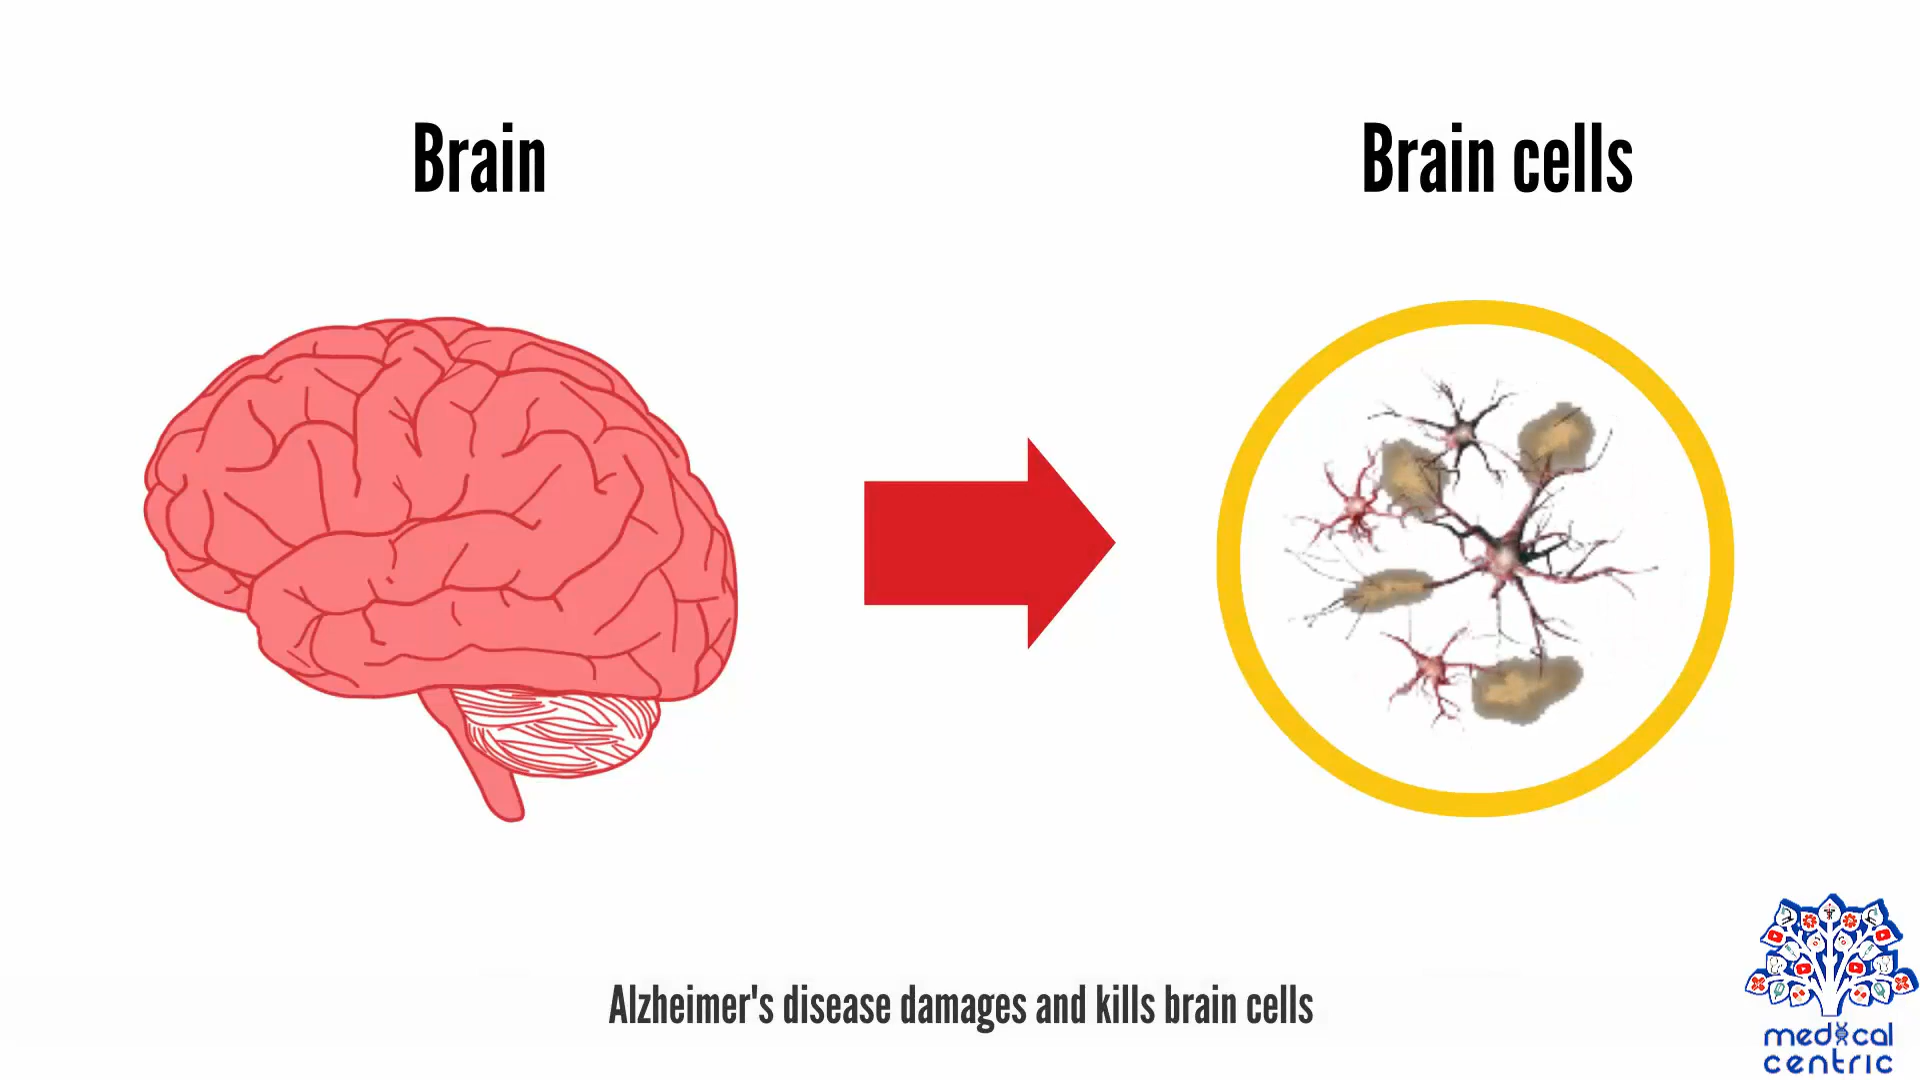 Brain
Brain cells
Alzheimer's disease damages and kills brain cells
medical
centric